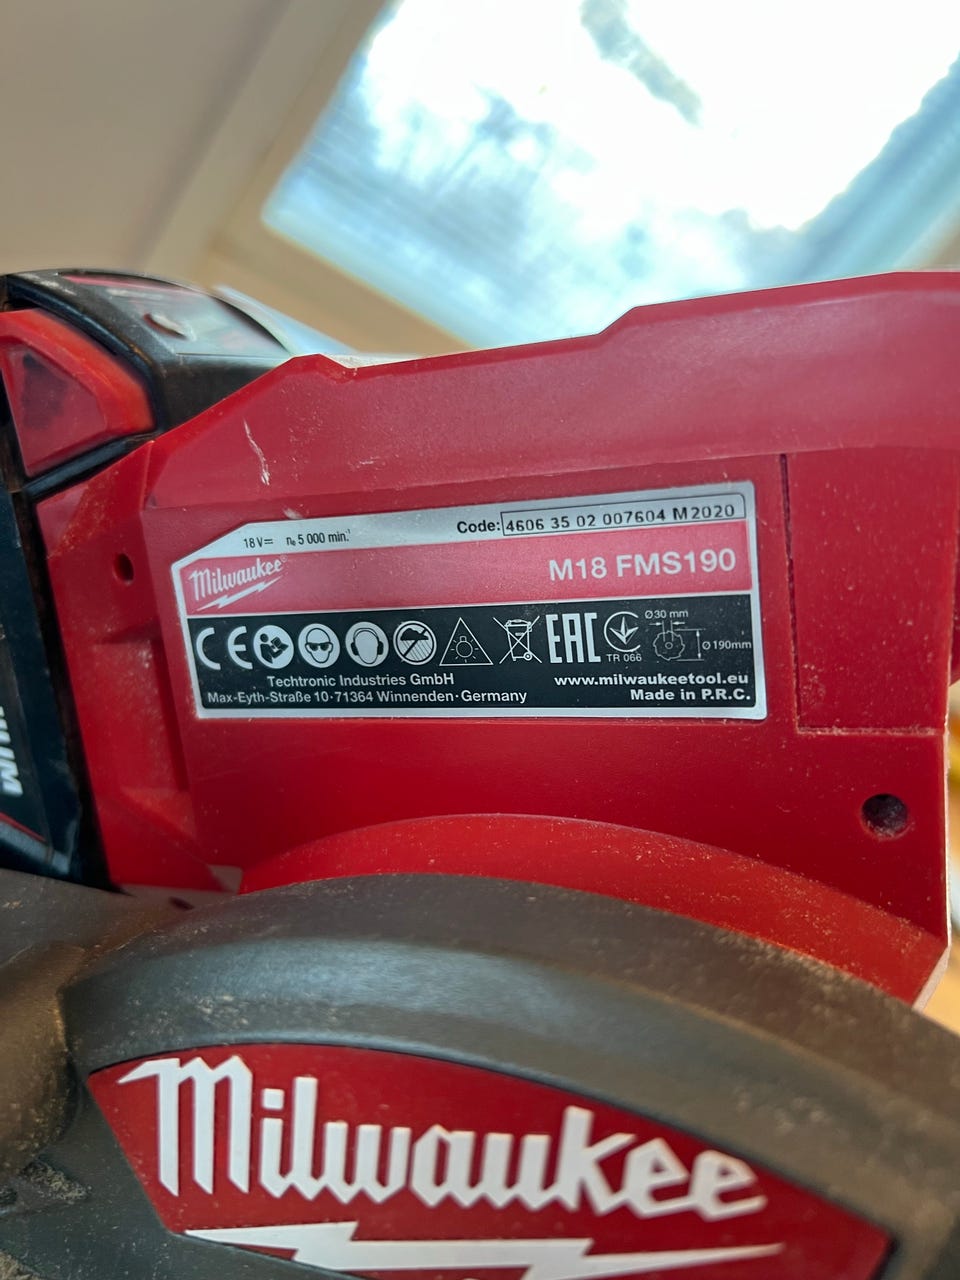 Code: 4606 35 02 007604 M2020
18 V n₀ 5 000 min.⁻¹
Milwaukee®
M18 FMS190
CE
EAC
TR 066
Ø30 mm
Ø190mm
Techtronic Industries GmbH
www.milwaukeetool.eu
Max-Eyth-Straße 10·71364 Winnenden·Germany
Made in P.R.C.
Milwaukee